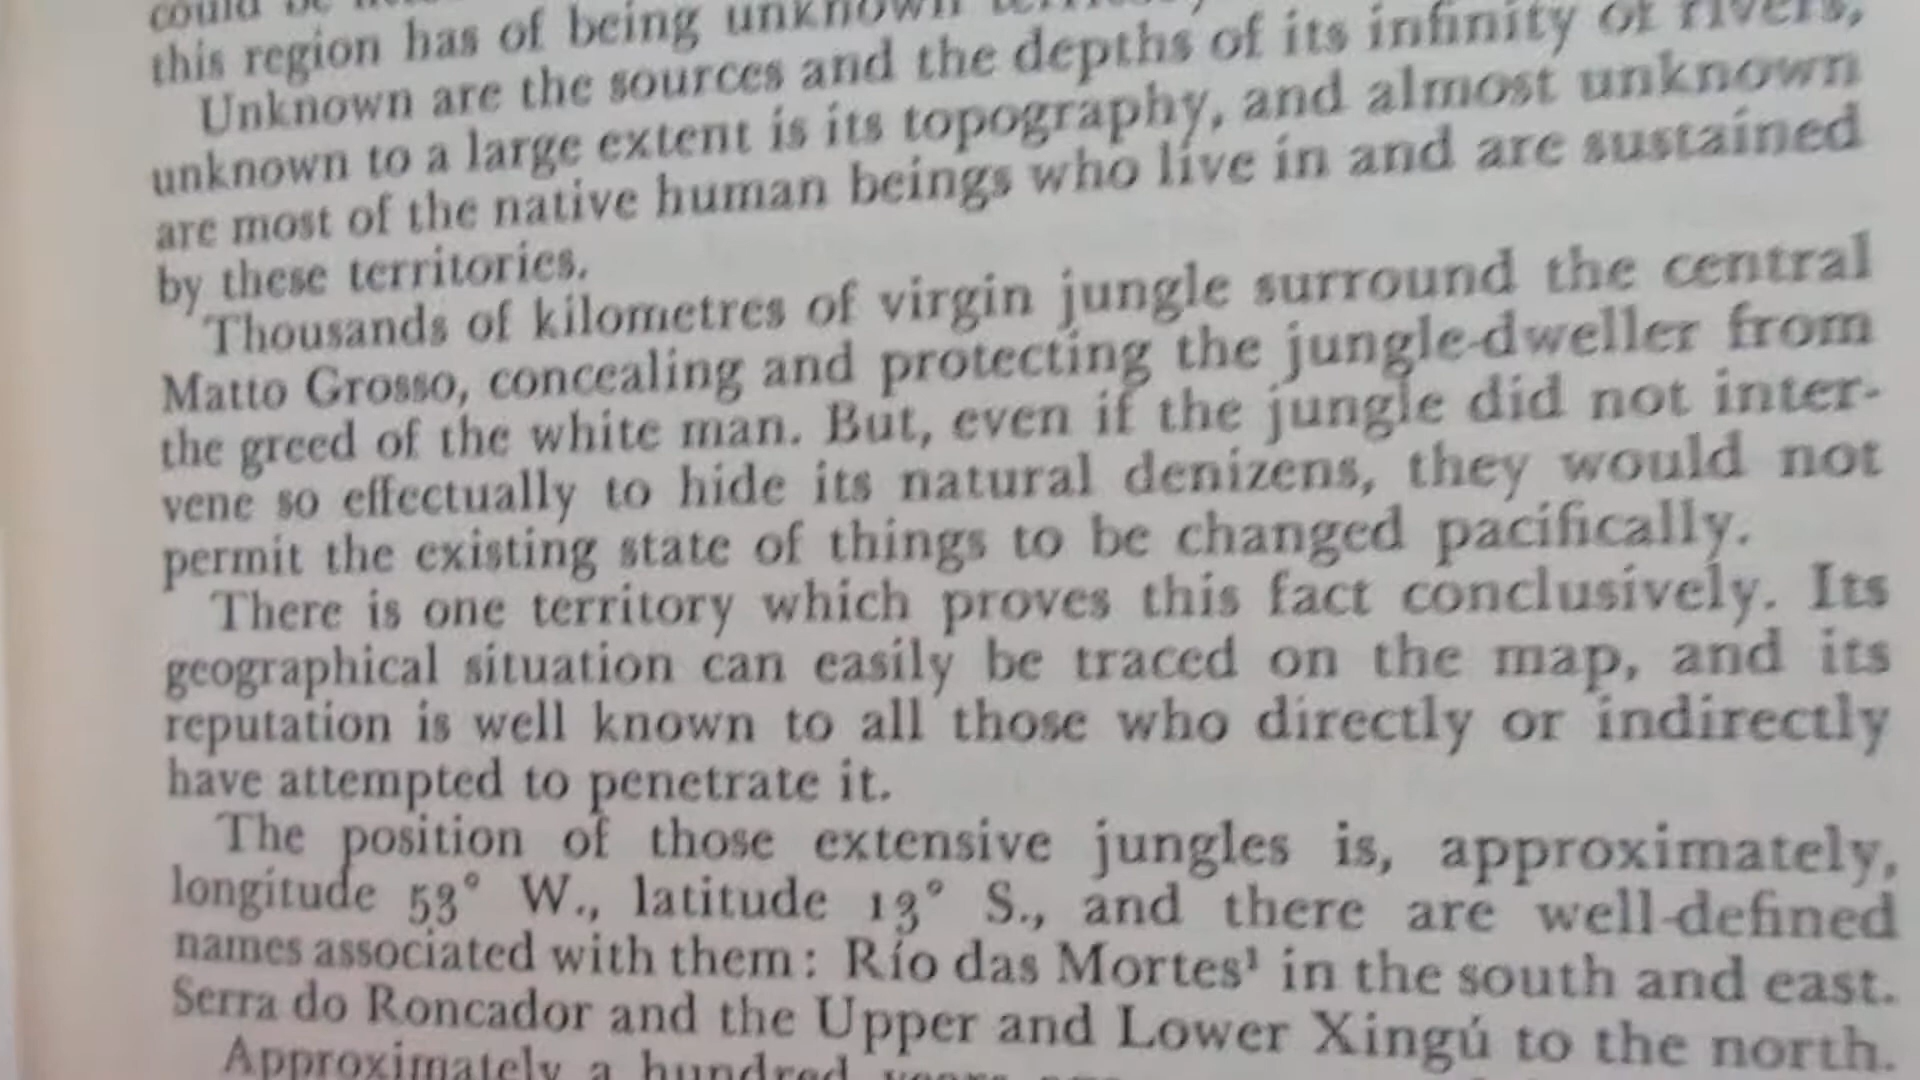 could be
this region has of being unknown
Unknown are the sources and the depths of its infinity of rivers,
unknown to a large extent is its topography, and almost unknown
are most of the native human beings who live in and are sustained
by these territories.
Thousands of kilometres of virgin jungle surround the central
Matto Grosso, concealing and protecting the jungle-dweller from
the greed of the white man. But, even if the jungle did not inter-
vene so effectually to hide its natural denizens, they would not
permit the existing state of things to be changed pacifically.
There is one territory which proves this fact conclusively. Its
geographical situation can easily be traced on the map, and its
reputation is well known to all those who directly or indirectly
have attempted to penetrate it.
The position of those extensive jungles is, approximately,
longitude 53° W., latitude 13° S., and there are well-defined
names associated with them: Río das Mortes¹ in the south and east.
Serra do Roncador and the Upper and Lower Xingú to the north.
Approximately a hundred years